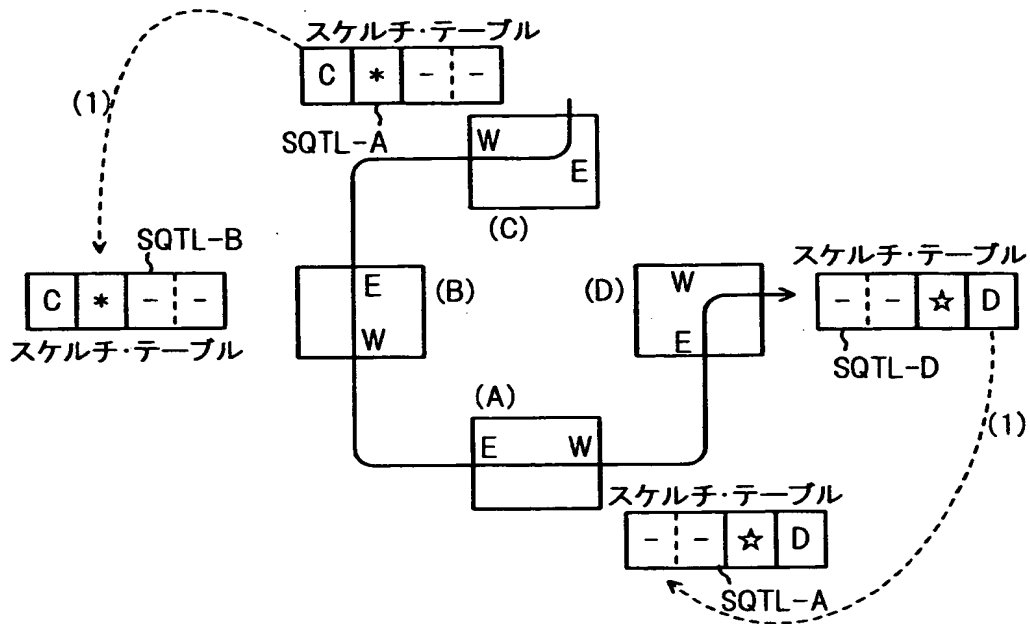 スケルチ・テーブル
C * - -
(1)
SQTL-A
W
E
(C)
SQTL-B
C * - -
スケルチ・テーブル
E
W
(B)
(D)
W
E
スケルチ・テーブル
- - ☆ D
SQTL-D
(1)
(A)
E W
スケルチ・テーブル
- - ☆ D
SQTL-A